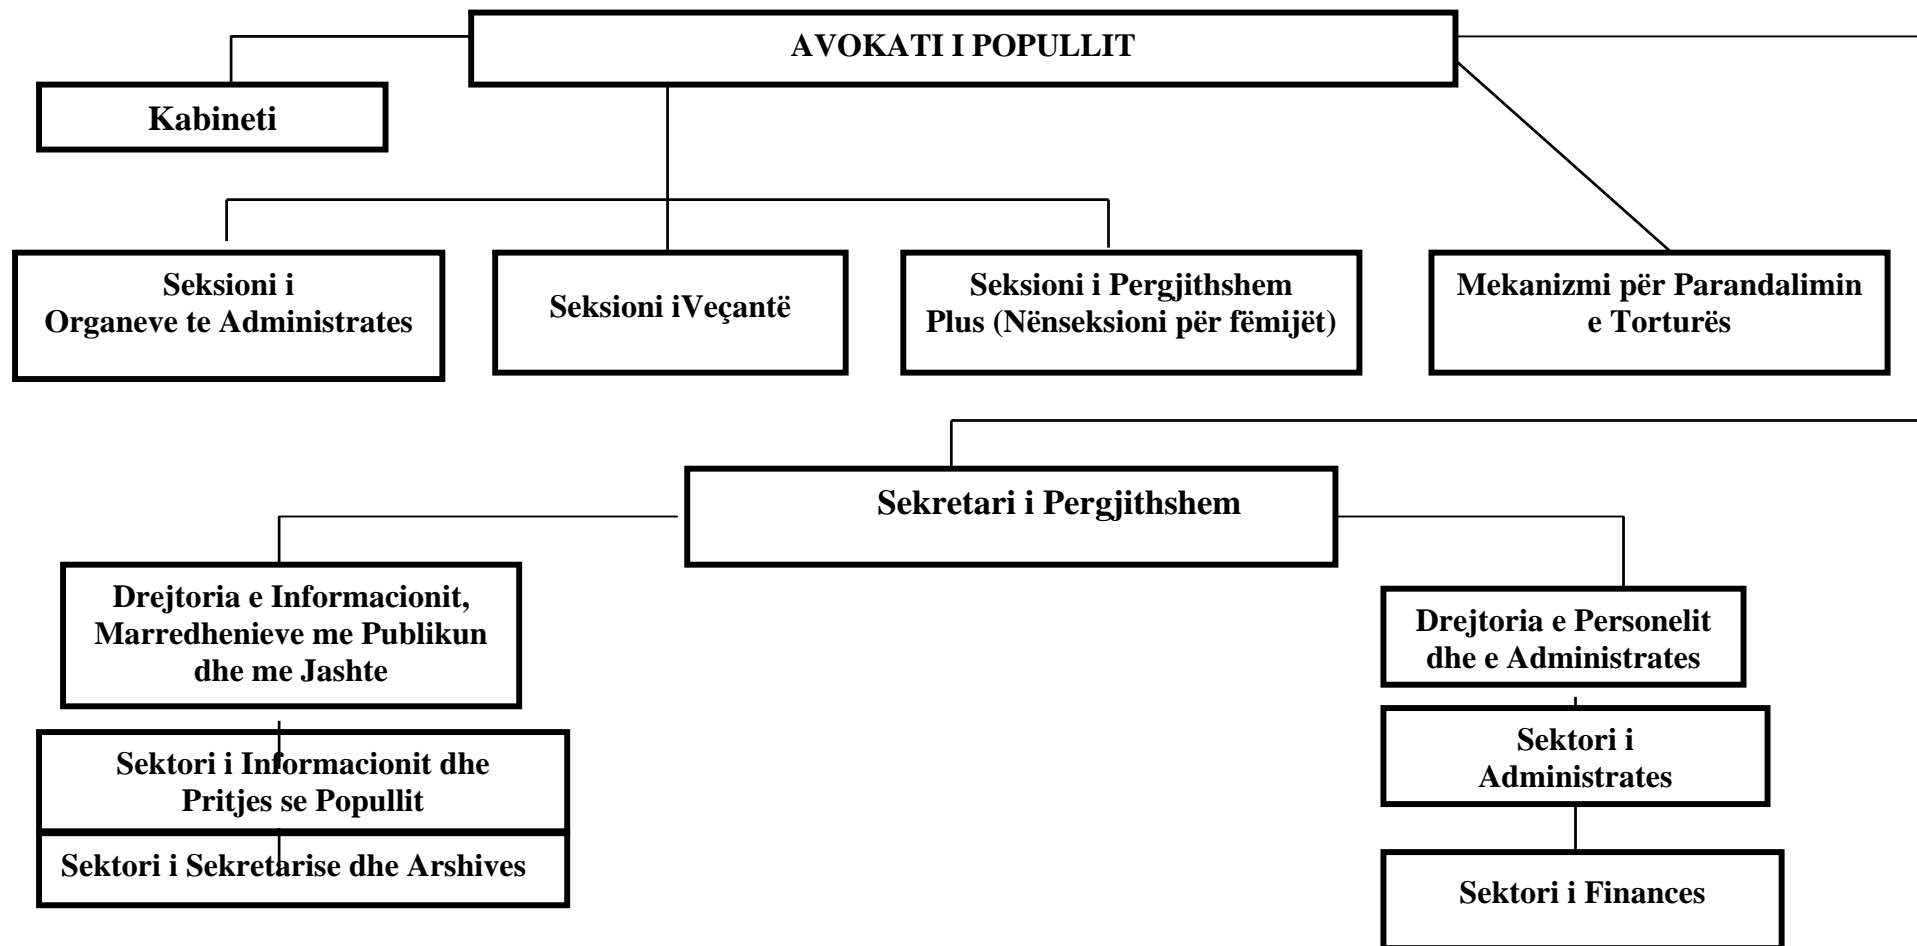 AVOKATI I POPULLIT
Kabineti
Seksioni i
Organeve te Administrates
Seksioni iVeçantë
Seksioni i Pergjithshem
Plus (Nënseksioni për fëmijët)
Mekanizmi për Parandalimin
e Torturës
Sekretari i Pergjithshem
Drejtoria e Informacionit,
Marredhenieve me Publikun
dhe me Jashte
Drejtoria e Personelit
dhe e Administrates
Sektori i Informacionit dhe
Pritjes se Popullit
Sektori i
Administrates
Sektori i Sekretarise dhe Arshives
Sektori i Finances